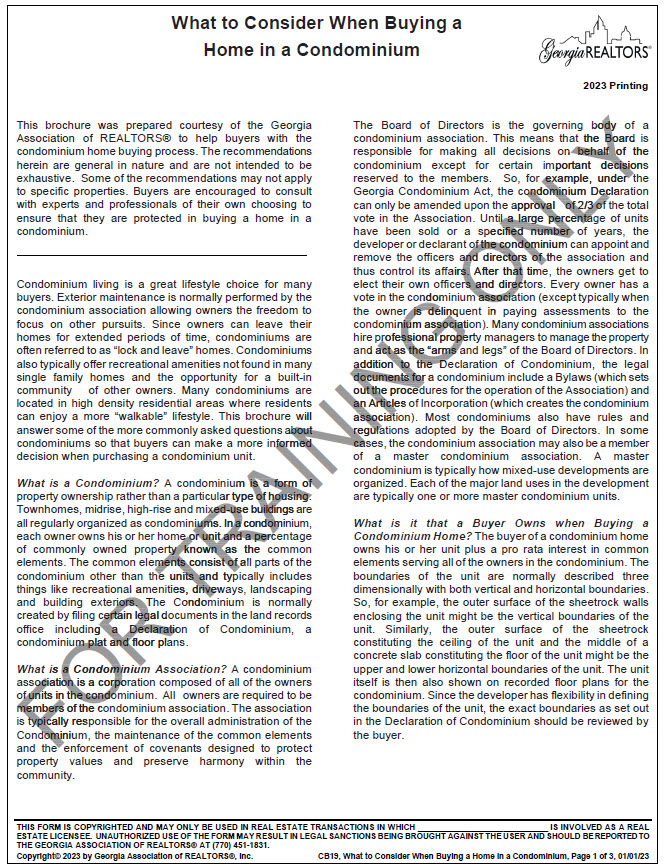 What to Consider When Buying a
Home in a Condominium
GeorgiaREALTORS®
2023 Printing
This brochure was prepared courtesy of the Georgia
Association of REALTORS® to help buyers with the
condominium home buying process. The recommendations
herein are general in nature and are not intended to be
exhaustive. Some of the recommendations may not apply
to specific properties. Buyers are encouraged to consult
with experts and professionals of their own choosing to
ensure that they are protected in buying a home in a
condominium.
Condominium living is a great lifestyle choice for many
buyers. Exterior maintenance is normally performed by the
condominium association allowing owners the freedom to
focus on other pursuits. Since owners can leave their
homes for extended periods of time, condominiums are
often referred to as “lock and leave” homes. Condominiums
also typically offer recreational amenities not found in many
single family homes and the opportunity for a built-in
community of other owners. Many condominiums are
located in high density residential areas where residents
can enjoy a more “walkable” lifestyle. This brochure will
answer some of the more commonly asked questions about
condominiums so that buyers can make a more informed
decision when purchasing a condominium unit.
What is a Condominium? A condominium is a form of
property ownership rather than a particular type of housing.
Townhomes, midrise, high-rise and mixed-use buildings are
all regularly organized as condominiums. In a condominium,
each owner owns his or her home or unit and a percentage
of commonly owned property known as the common
elements. The common elements consist of all parts of the
condominium other than the units and typically includes
things like recreational amenities, driveways, landscaping
and building exteriors. The Condominium is normally
created by filing certain legal documents in the land records
office including a Declaration of Condominium, a
condominium plat and floor plans.
What is a Condominium Association? A condominium
association is a corporation composed of all of the owners
of units in the condominium. All owners are required to be
members of the condominium association. The association
is typically responsible for the overall administration of the
Condominium, the maintenance of the common elements
and the enforcement of covenants designed to protect
property values and preserve harmony within the
community.
The Board of Directors is the governing body of a
condominium association. This means that the Board is
responsible for making all decisions on behalf of the
condominium except for certain important decisions
reserved to the members. So, for example, under the
Georgia Condominium Act, the condominium Declaration
can only be amended upon the approval of 2/3 of the total
vote in the Association. Until a large percentage of units
have been sold or a specified number of years, the
developer or declarant of the condominium can appoint and
remove the officers and directors of the association and
thus control its affairs. After that time, the owners get to
elect their own officers and directors. Every owner has a
vote in the condominium association (except typically when
the owner is delinquent in paying assessments to the
condominium association). Many condominium associations
hire professional property managers to manage the property
and act as the “arms and legs” of the Board of Directors. In
addition to the Declaration of Condominium, the legal
documents for a condominium include a Bylaws (which sets
out the procedures for the operation of the Association) and
an Articles of Incorporation (which creates the condominium
association). Most condominiums also have rules and
regulations adopted by the Board of Directors. In some
cases, the condominium association may also be a member
of a master condominium association. A master
condominium is typically how mixed-use developments are
organized. Each of the major land uses in the development
are typically one or more master condominium units.
What is it that a Buyer Owns when Buying a
Condominium Home? The buyer of a condominium home
owns his or her unit plus a pro rata interest in common
elements serving all of the owners in the condominium. The
boundaries of the unit are normally described three
dimensionally with both vertical and horizontal boundaries.
So, for example, the outer surface of the sheetrock walls
enclosing the unit might be the vertical boundaries of the
unit. Similarly, the outer surface of the sheetrock
constituting the ceiling of the unit and the middle of a
concrete slab constituting the floor of the unit might be the
upper and lower horizontal boundaries of the unit. The unit
itself is then also shown on recorded floor plans for the
condominium. Since the developer has flexibility in defining
the boundaries of the unit, the exact boundaries as set out
in the Declaration of Condominium should be reviewed by
the buyer.
FOR TRAINING ONLY
THIS FORM IS COPYRIGHTED AND MAY ONLY BE USED IN REAL ESTATE TRANSACTIONS IN WHICH ____________________ IS INVOLVED AS A REAL
ESTATE LICENSEE. UNAUTHORIZED USE OF THE FORM MAY RESULT IN LEGAL SANCTIONS BEING BROUGHT AGAINST THE USER AND SHOULD BE REPORTED TO
THE GEORGIA ASSOCIATION OF REALTORS® AT (770) 451-1831.
Copyright© 2023 by Georgia Association of REALTORS®, Inc. CB19, What to Consider When Buying a Home in a Condominium, Page 1 of 3, 01/01/23